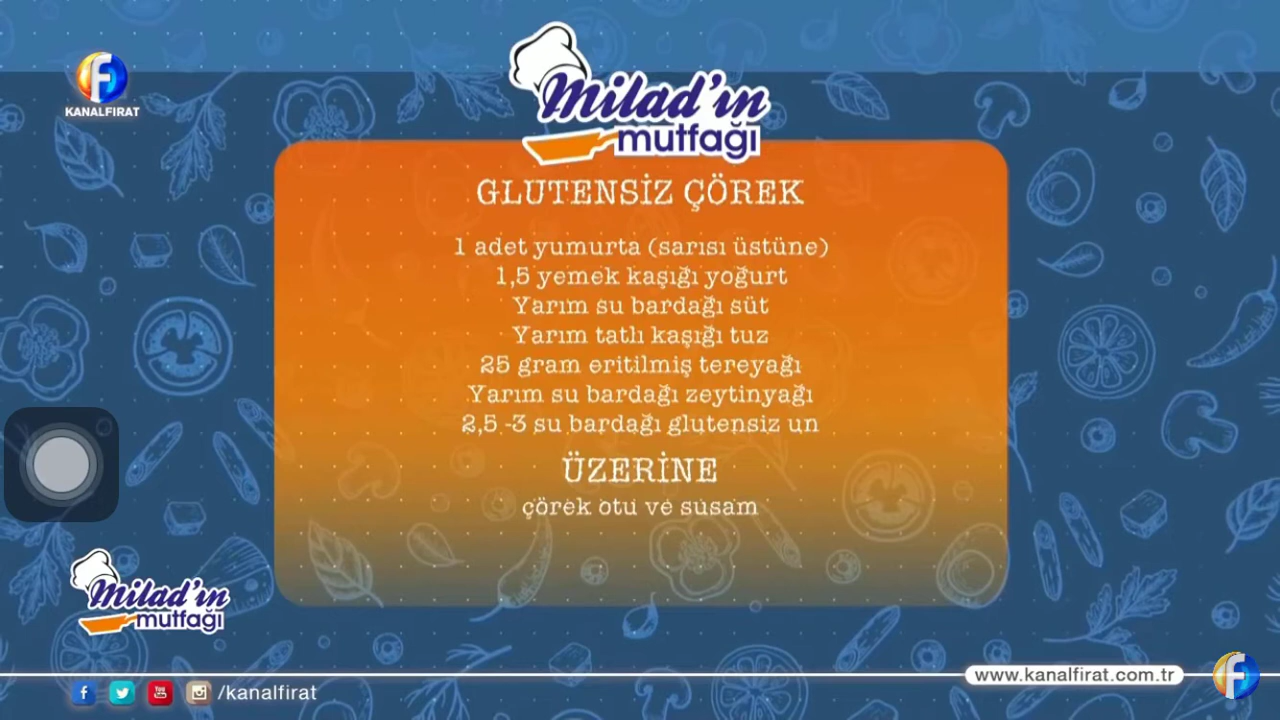 KANALFIRAT
Milad'ın
mutfağı
GLUTENSİZ ÇÖREK
1 adet yumurta (sarısı üstüne)
1,5 yemek kaşığı yoğurt
Yarım su bardağı süt
Yarım tatlı kaşığı tuz
25 gram eritilmiş tereyağı
Yarım su bardağı zeytinyağı
2,5 -3 su bardağı glutensiz un
ÜZERİNE
çörek otu ve susam
Milad'ın
mutfağı
www.kanalfirat.com.tr
/kanalfirat